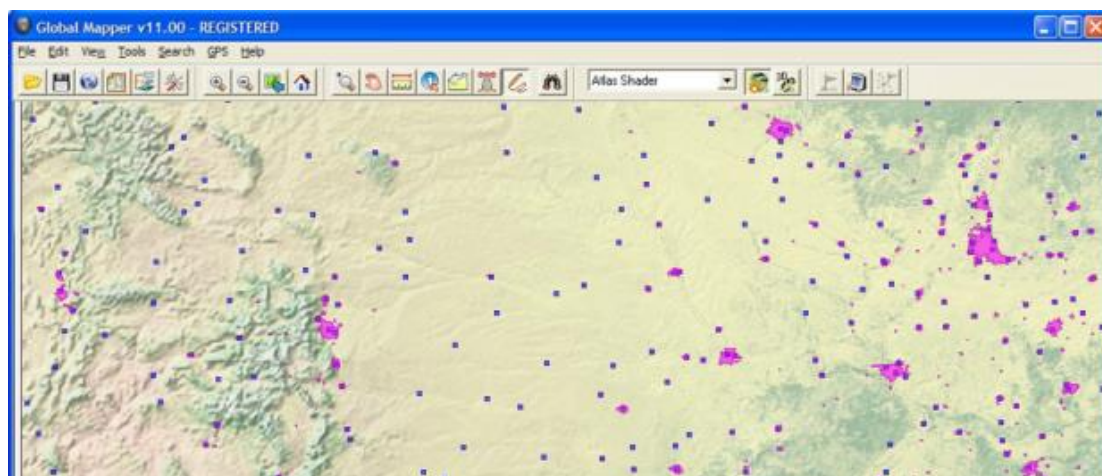 Global Mapper v11.00 - REGISTERED
File Edit View Tools Search GPS Help
Atlas Shader